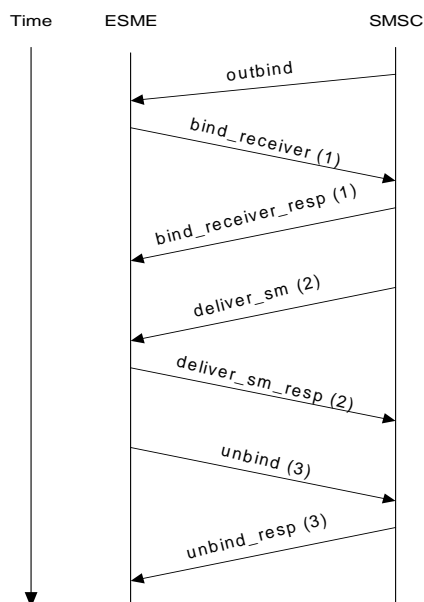 Time
ESME
SMSC
outbind
bind_receiver (1)
bind_receiver_resp (1)
deliver_sm (2)
deliver_sm_resp (2)
unbind (3)
unbind_resp (3)